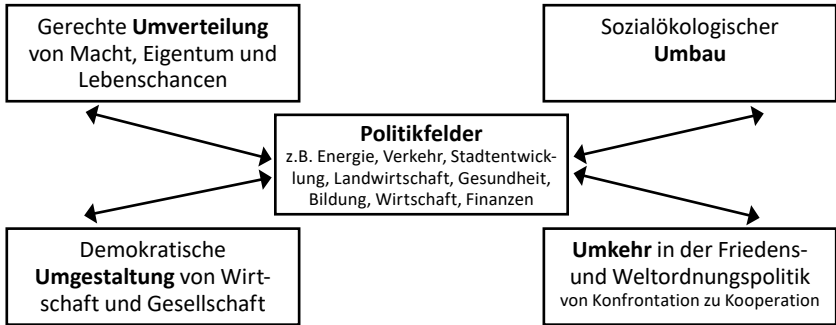 Gerechte Umverteilung
von Macht, Eigentum und
Lebenschancen
Sozialökologischer
Umbau
Politikfelder
z.B. Energie, Verkehr, Stadtentwick-
lung, Landwirtschaft, Gesundheit,
Bildung, Wirtschaft, Finanzen
Demokratische
Umgestaltung von Wirt-
schaft und Gesellschaft
Umkehr in der Friedens-
und Weltordnungspolitik
von Konfrontation zu Kooperation